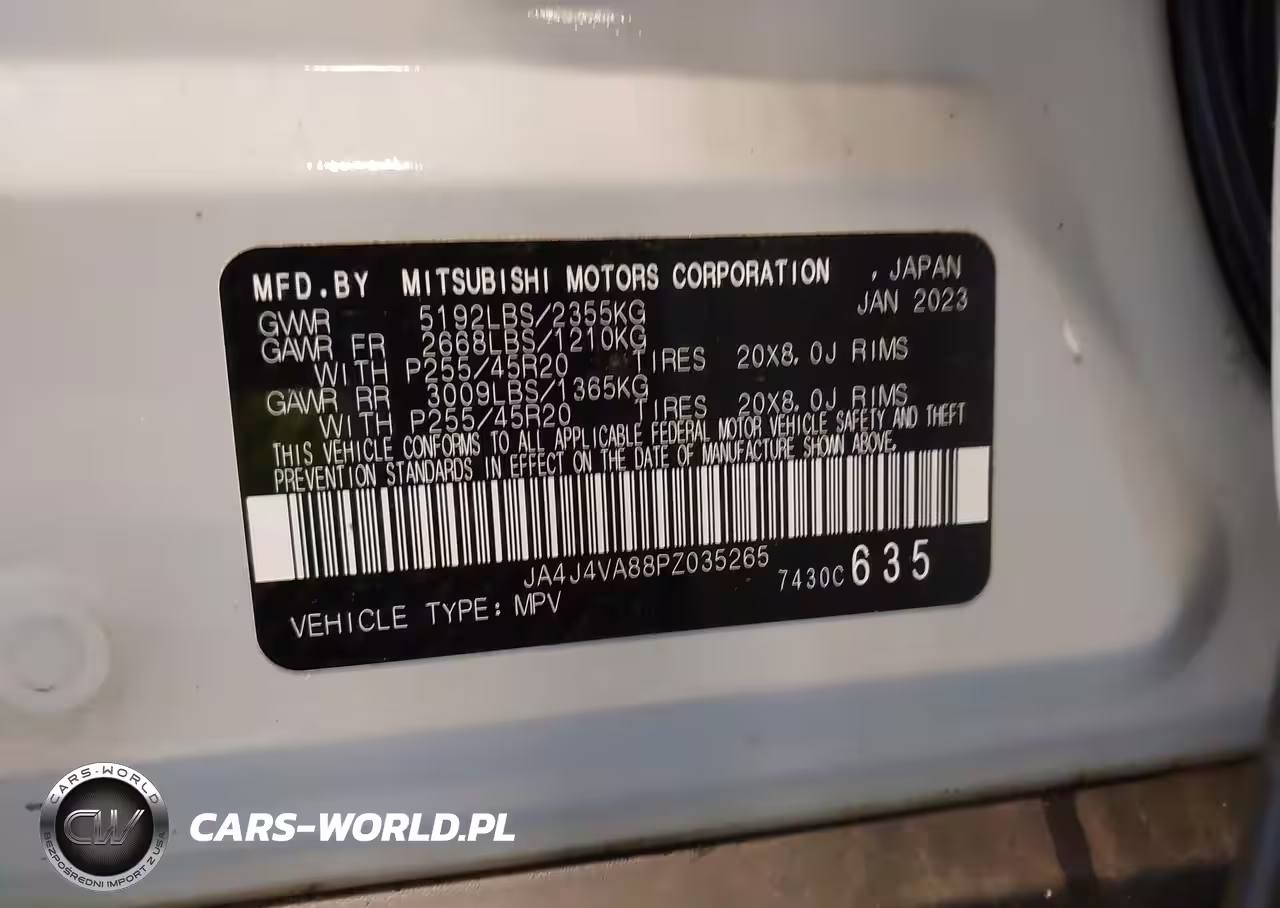 MFD.BY MITSUBISHI MOTORS CORPORATION , JAPAN
JAN 2023
GVWR 5192LBS/2355KG
GAWR FR 2668LBS/1210KG
WITH P255/45R20 TIRES 20X8.0J RIMS
GAWR RR 3009LBS/1365KG
WITH P255/45R20 TIRES 20X8.0J RIMS
THIS VEHICLE CONFORMS TO ALL APPLICABLE FEDERAL MOTOR VEHICLE SAFETY AND THEFT
PREVENTION STANDARDS IN EFFECT ON THE DATE OF MANUFACTURE SHOWN ABOVE.
JA4J4VA88PZ035265
7430C 635
VEHICLE TYPE: MPV
CARS-WORLD
CW
BEZPOŚREDNI IMPORT Z USA
CARS-WORLD.PL